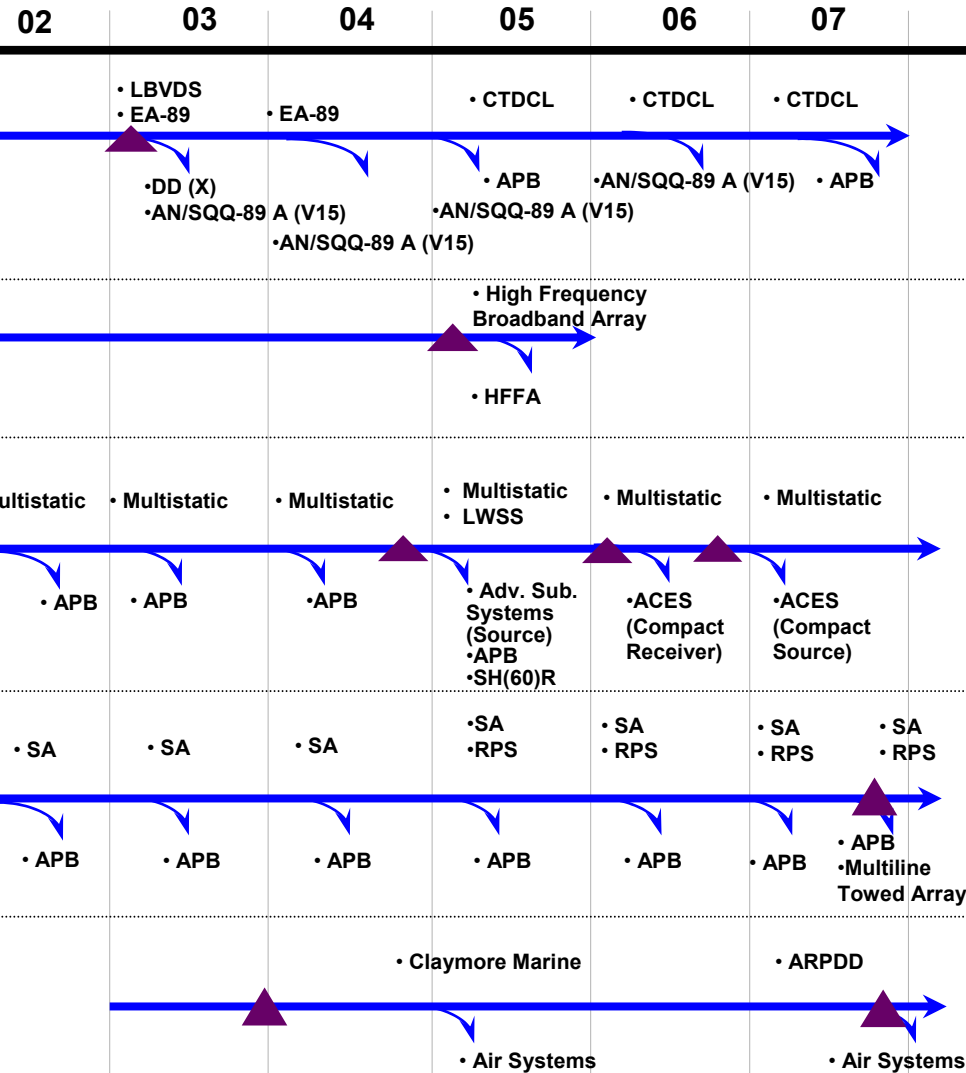 02 03 04 05 06 07
• LBVDS
• EA-89
• EA-89
• CTDCL
• CTDCL
• CTDCL
•DD (X)
•AN/SQQ-89 A (V15)
•AN/SQQ-89 A (V15)
• APB
•AN/SQQ-89 A (V15)
•AN/SQQ-89 A (V15)
• APB
• High Frequency
Broadband Array
• HFFA
ultistatic
• Multistatic
• Multistatic
• Multistatic
• LWSS
• Multistatic
• Multistatic
• APB
• APB
•APB
• Adv. Sub.
Systems
(Source)
•APB
•SH(60)R
•ACES
(Compact
Receiver)
•ACES
(Compact
Source)
• SA
• SA
• SA
•SA
•RPS
• SA
• RPS
• SA
• RPS
• SA
• RPS
• APB
• APB
• APB
• APB
• APB
• APB
• APB
•Multiline
Towed Array
• Claymore Marine
• ARPDD
• Air Systems
• Air Systems